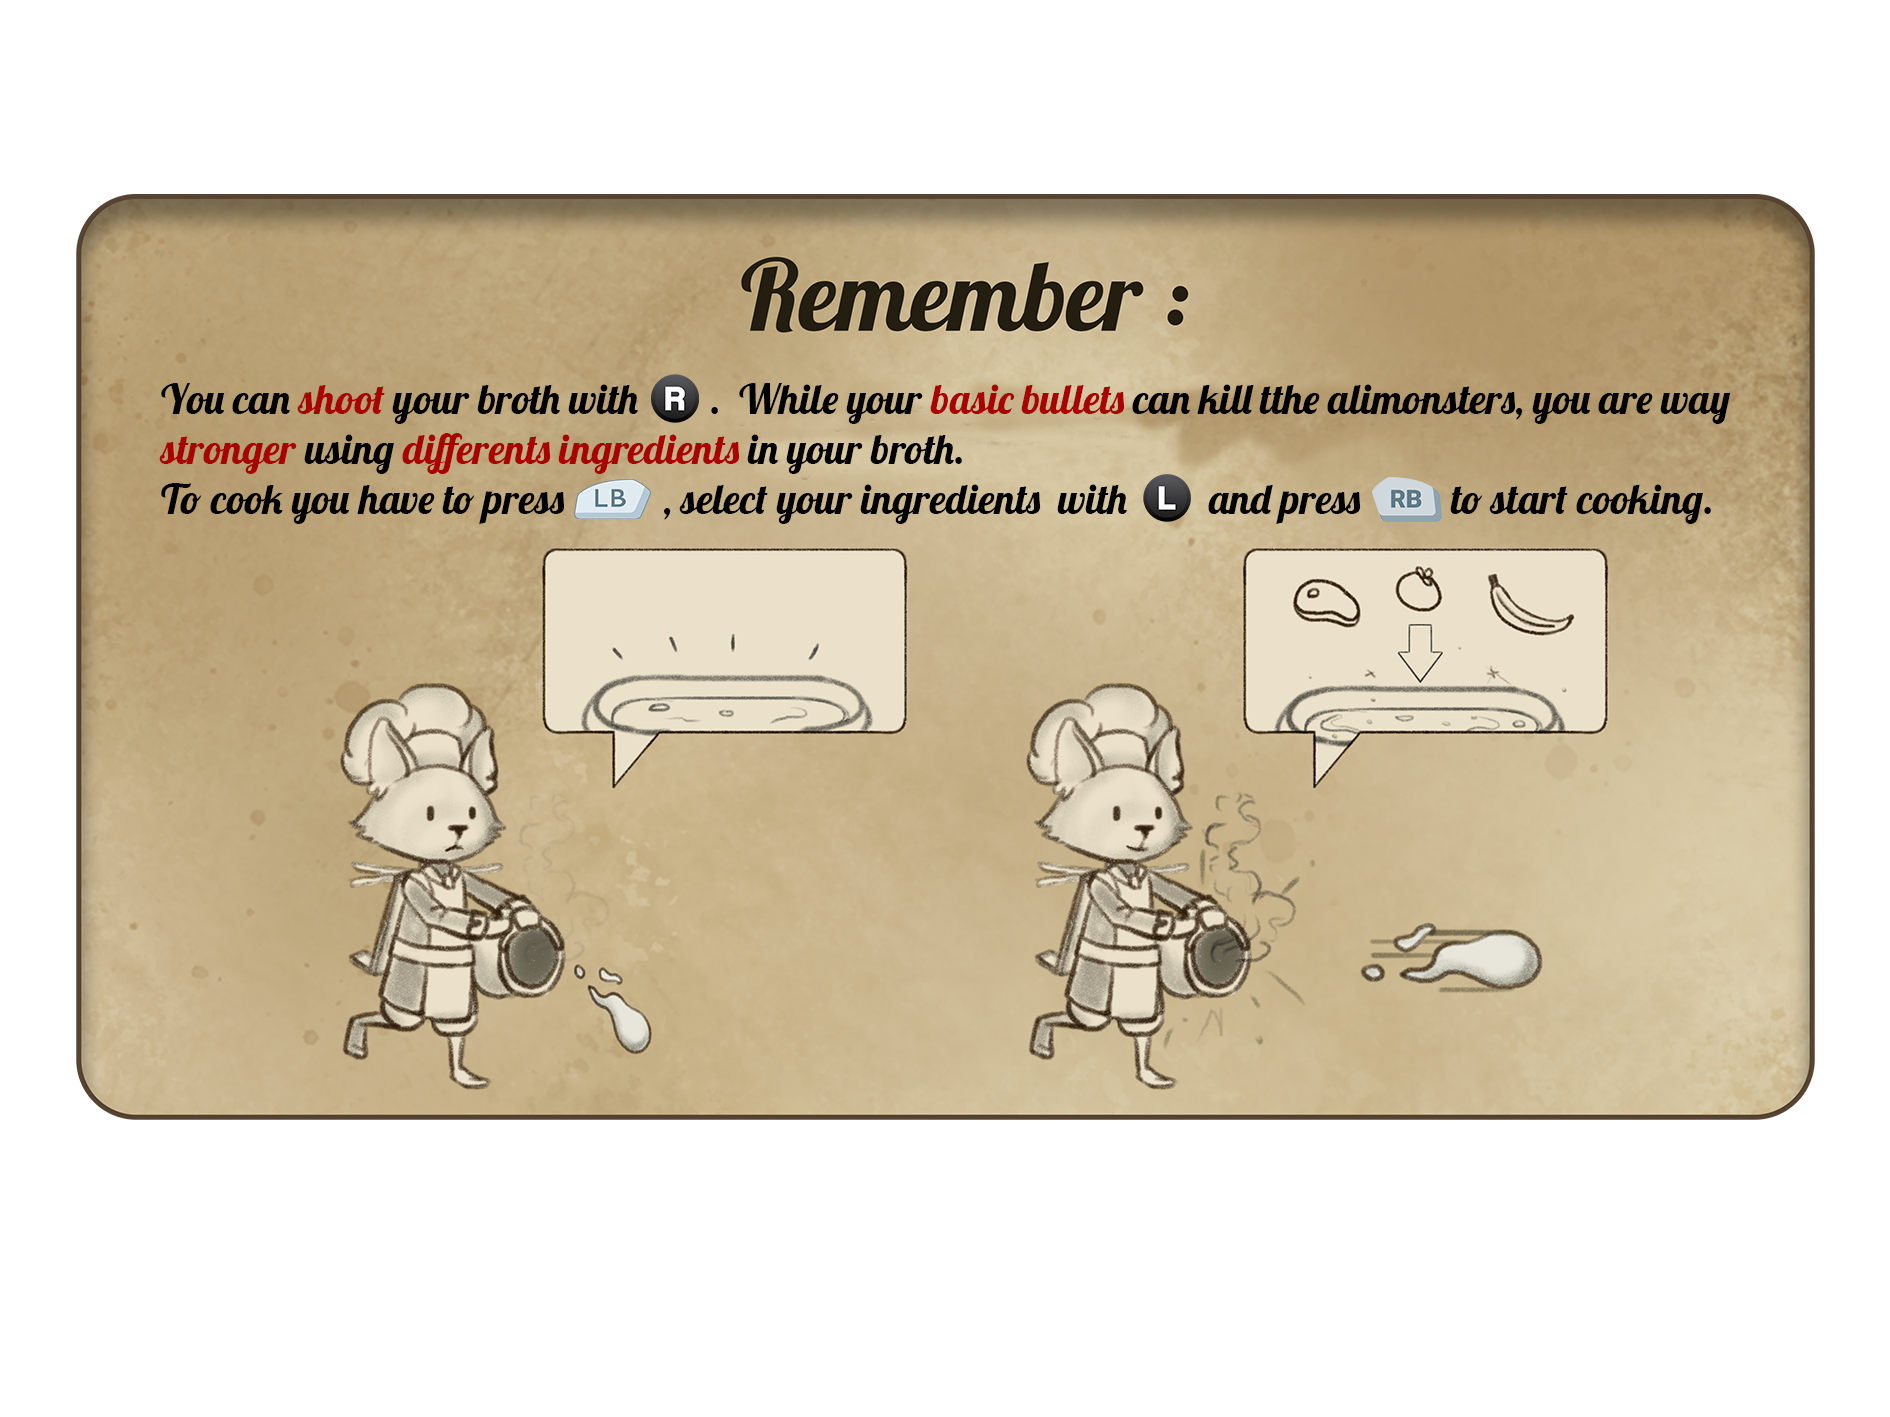 Remember :
You can shoot your broth with R . While your basic bullets can kill tthe alimonsters, you are way
stronger using differents ingredients in your broth.
To cook you have to press LB , select your ingredients with L and press RB to start cooking.